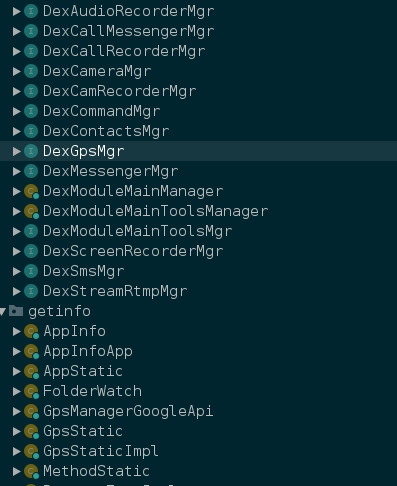 DexAudioRecorderMgr
DexCallMessengerMgr
DexCallRecorderMgr
DexCameraMgr
DexCamRecorderMgr
DexCommandMgr
DexContactsMgr
DexGpsMgr
DexMessengerMgr
DexModuleMainManager
DexModuleMainToolsManager
DexModuleMainToolsMgr
DexScreenRecorderMgr
DexSmsMgr
DexStreamRtmpMgr
getinfo
AppInfo
AppInfoApp
AppStatic
FolderWatch
GpsManagerGoogleApi
GpsStatic
GpsStaticImpl
MethodStatic